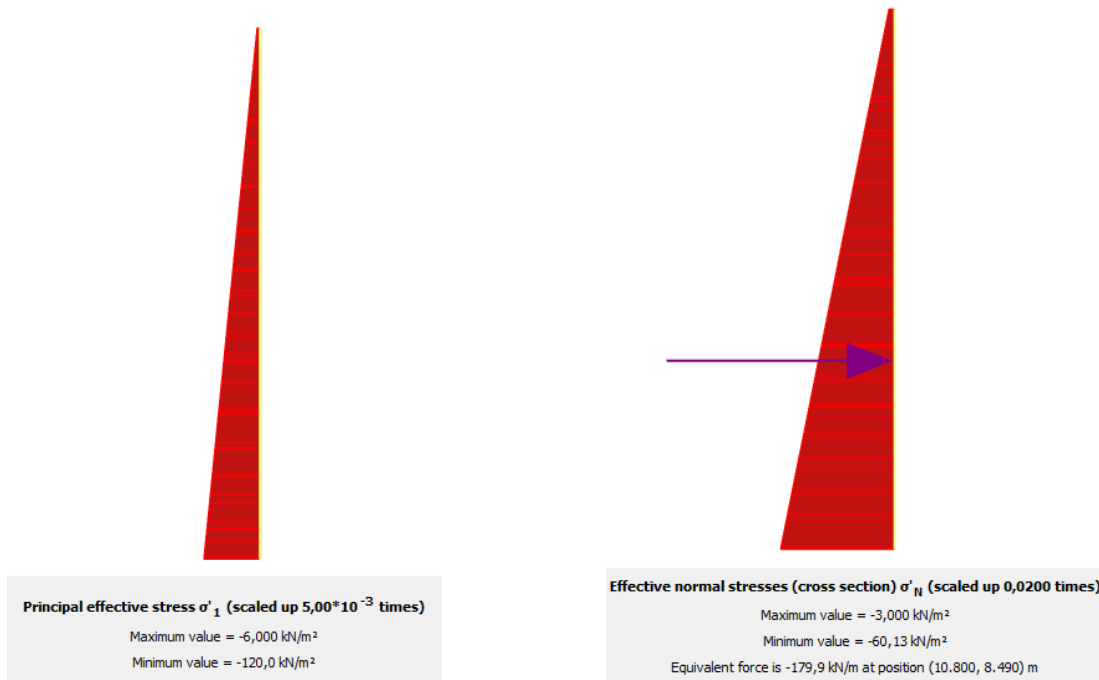 Principal effective stress σ'₁ (scaled up 5,00*10⁻³ times)
Maximum value = -6,000 kN/m²
Minimum value = -120,0 kN/m²
Effective normal stresses (cross section) σ'N (scaled up 0,0200 times)
Maximum value = -3,000 kN/m²
Minimum value = -60,13 kN/m²
Equivalent force is -179,9 kN/m at position (10.800, 8.490) m